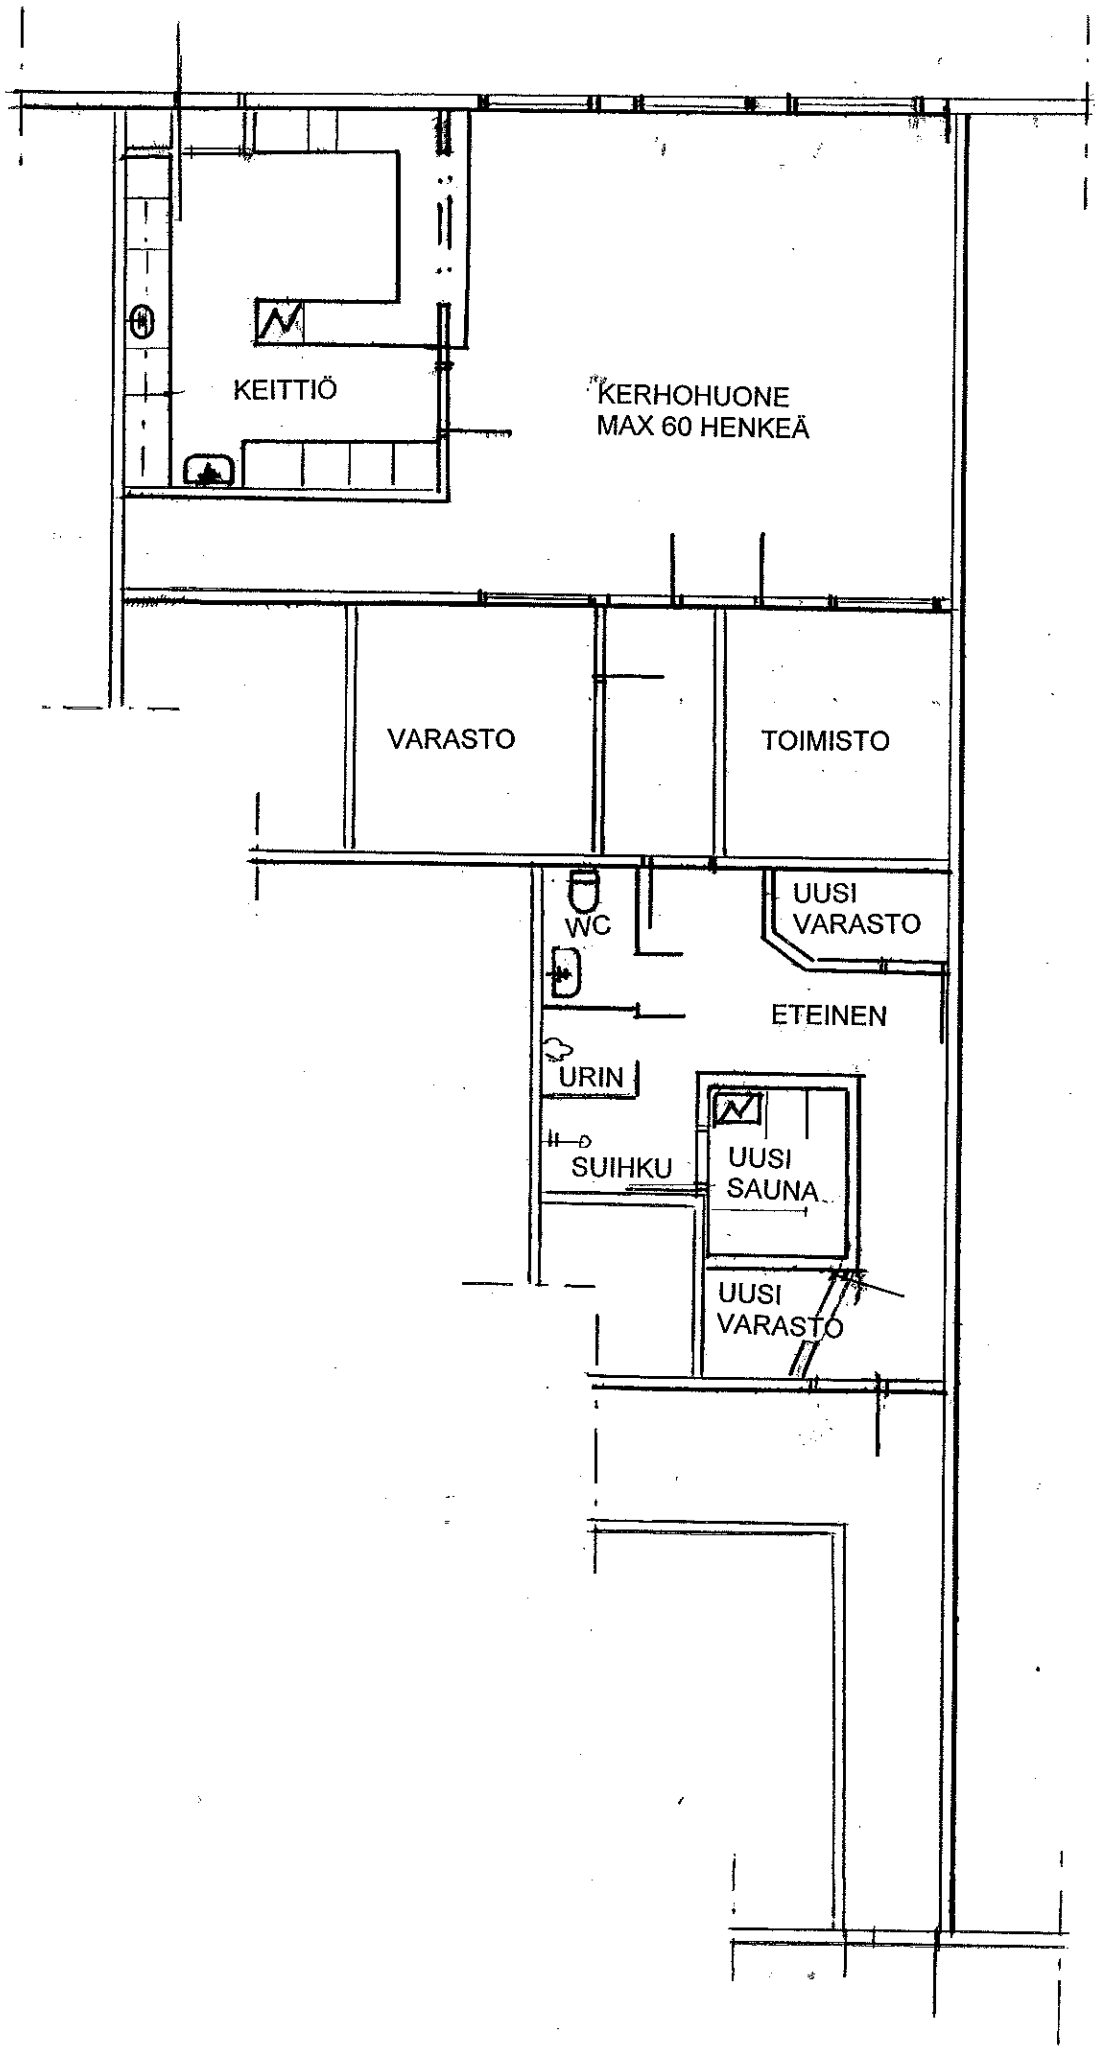 KEITTIÖ
KERHOHUONE
MAX 60 HENKEÄ
VARASTO
TOIMISTO
UUSI
VARASTO
WC
ETEINEN
URIN
SUIHKU
UUSI
SAUNA
UUSI
VARASTO